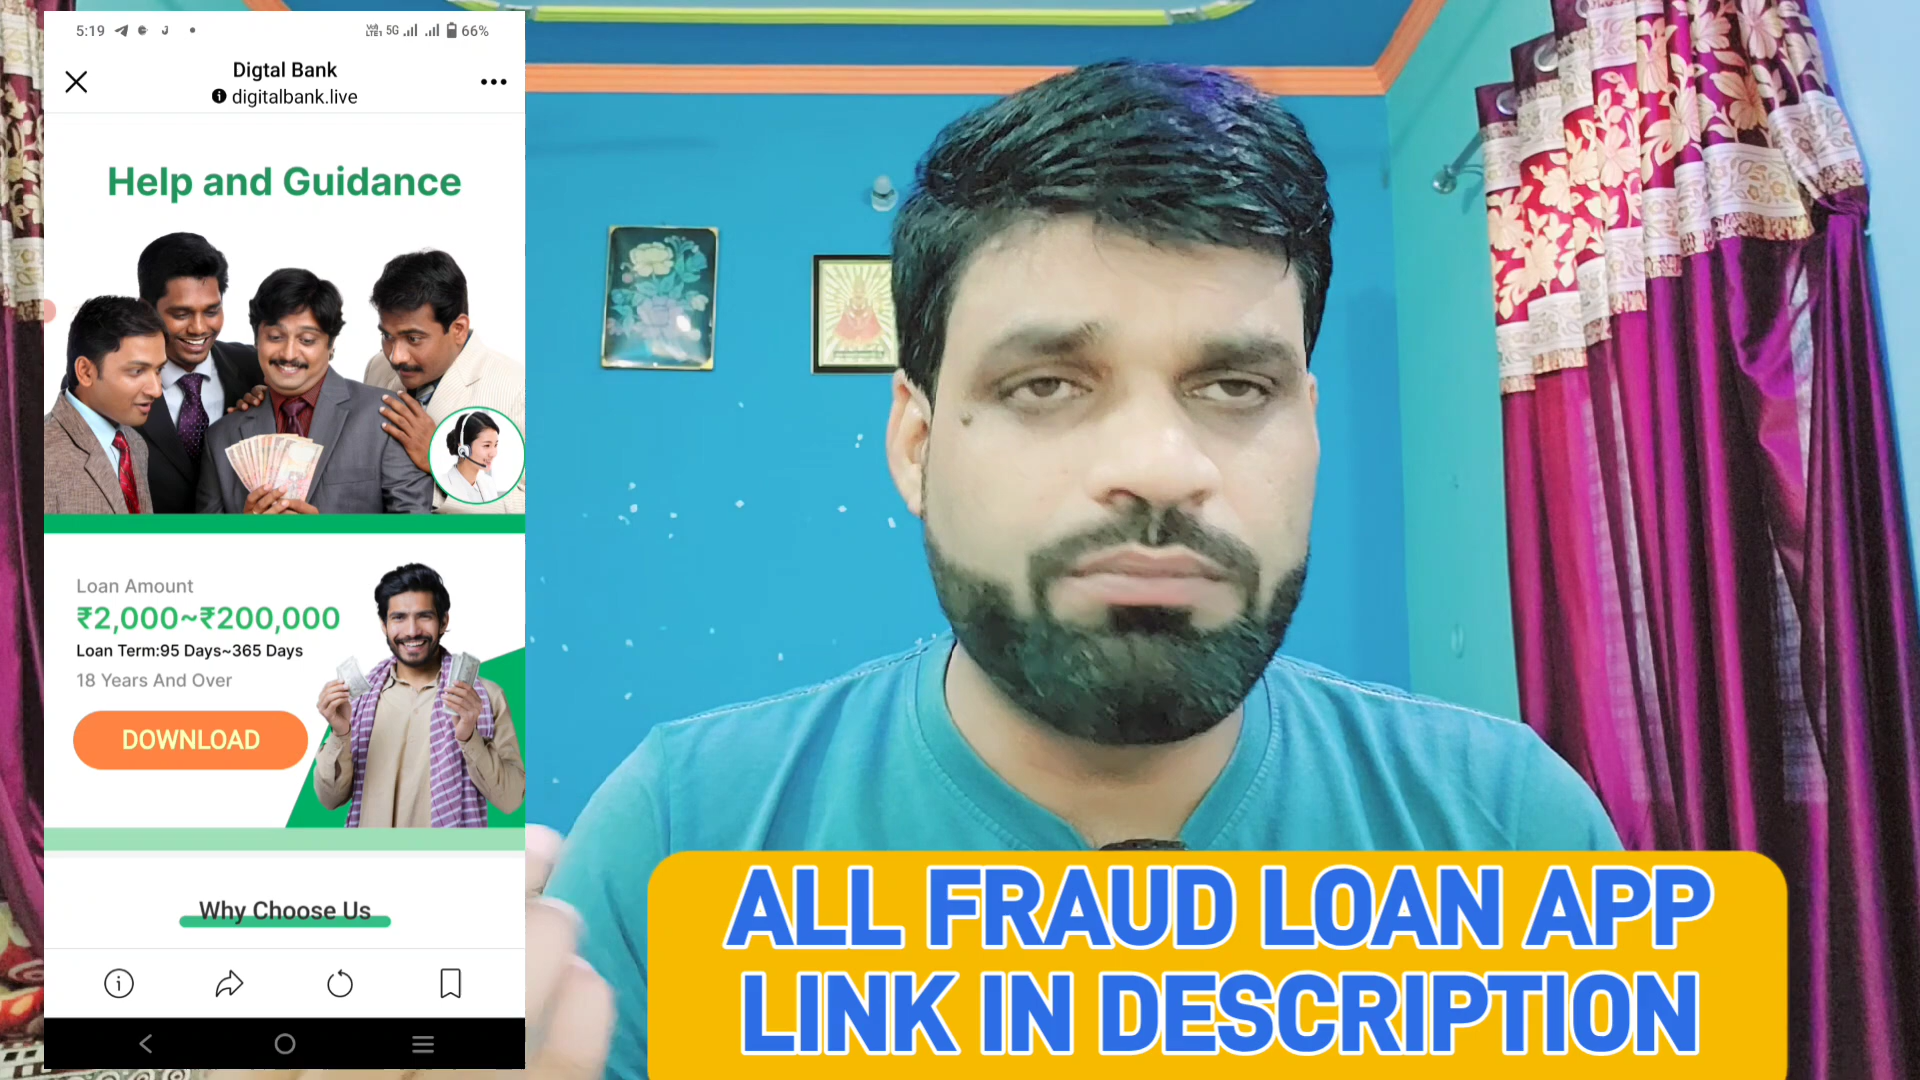 5:19
5G
66%
Digtal Bank
digitalbank.live
Help and Guidance
Loan Amount
₹2,000~₹200,000
Loan Term:95 Days~365 Days
18 Years And Over
DOWNLOAD
Why Choose Us
ALL FRAUD LOAN APP
LINK IN DESCRIPTION